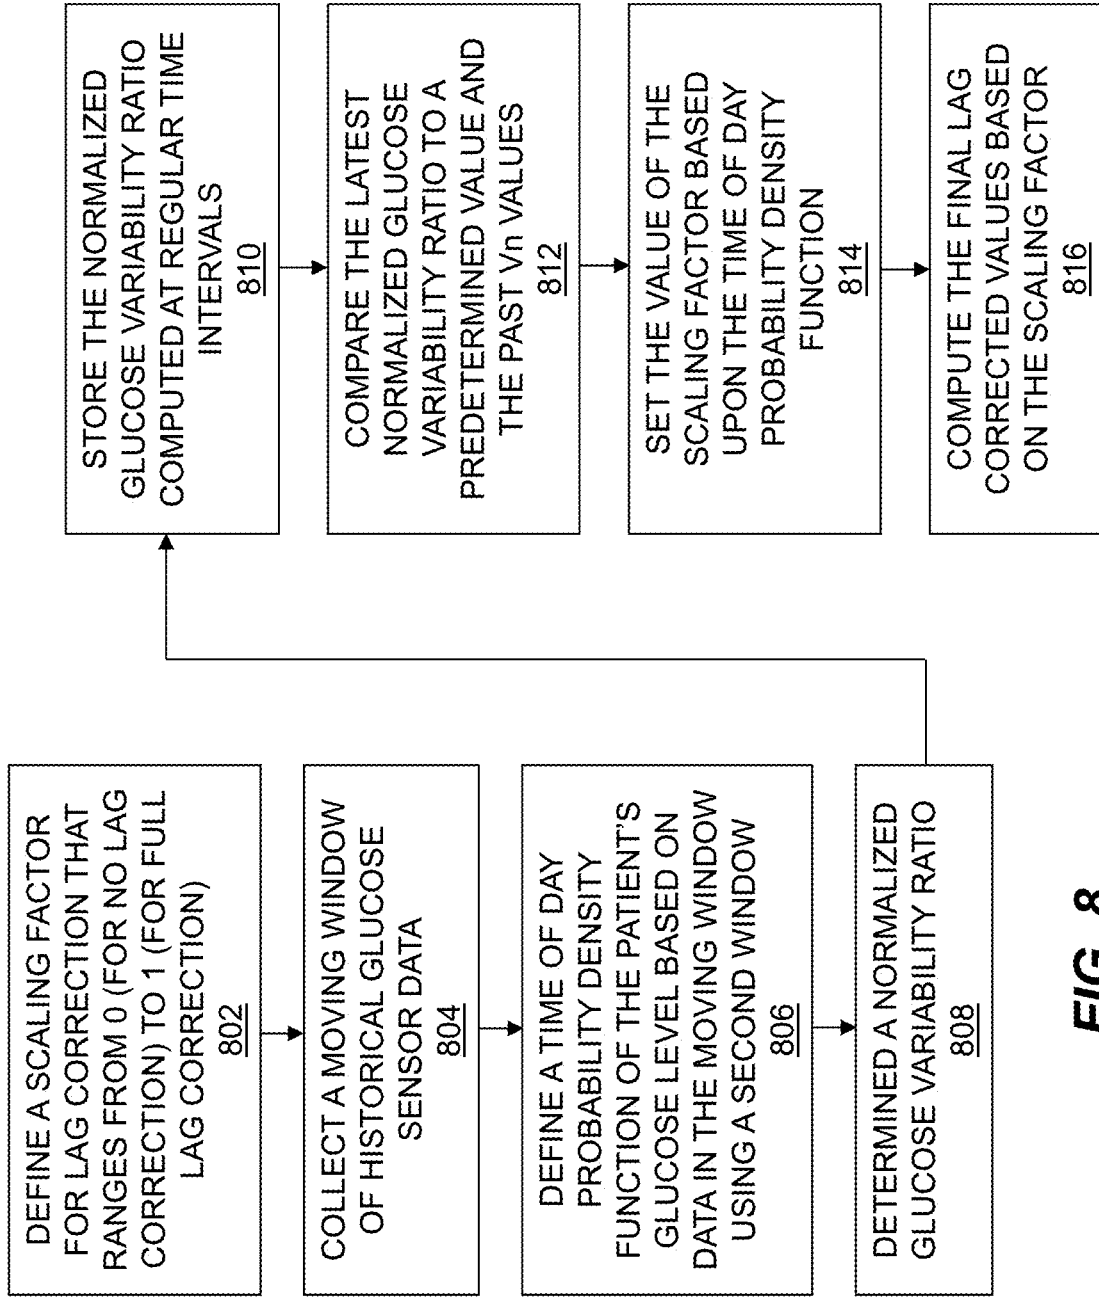 DEFINE A SCALING FACTOR
FOR LAG CORRECTION THAT
RANGES FROM 0 (FOR NO LAG
CORRECTION) TO 1 (FOR FULL
LAG CORRECTION)
802
COLLECT A MOVING WINDOW
OF HISTORICAL GLUCOSE
SENSOR DATA
804
DEFINE A TIME OF DAY
PROBABILITY DENSITY
FUNCTION OF THE PATIENT'S
GLUCOSE LEVEL BASED ON
DATA IN THE MOVING WINDOW
USING A SECOND WINDOW
806
DETERMINED A NORMALIZED
GLUCOSE VARIABILITY RATIO
808
STORE THE NORMALIZED
GLUCOSE VARIABILITY RATIO
COMPUTED AT REGULAR TIME
INTERVALS
810
COMPARE THE LATEST
NORMALIZED GLUCOSE
VARIABILITY RATIO TO A
PREDETERMINED VALUE AND
THE PAST Vn VALUES
812
SET THE VALUE OF THE
SCALING FACTOR BASED
UPON THE TIME OF DAY
PROBABILITY DENSITY
FUNCTION
814
COMPUTE THE FINAL LAG
CORRECTED VALUES BASED
ON THE SCALING FACTOR
816
FIG. 8